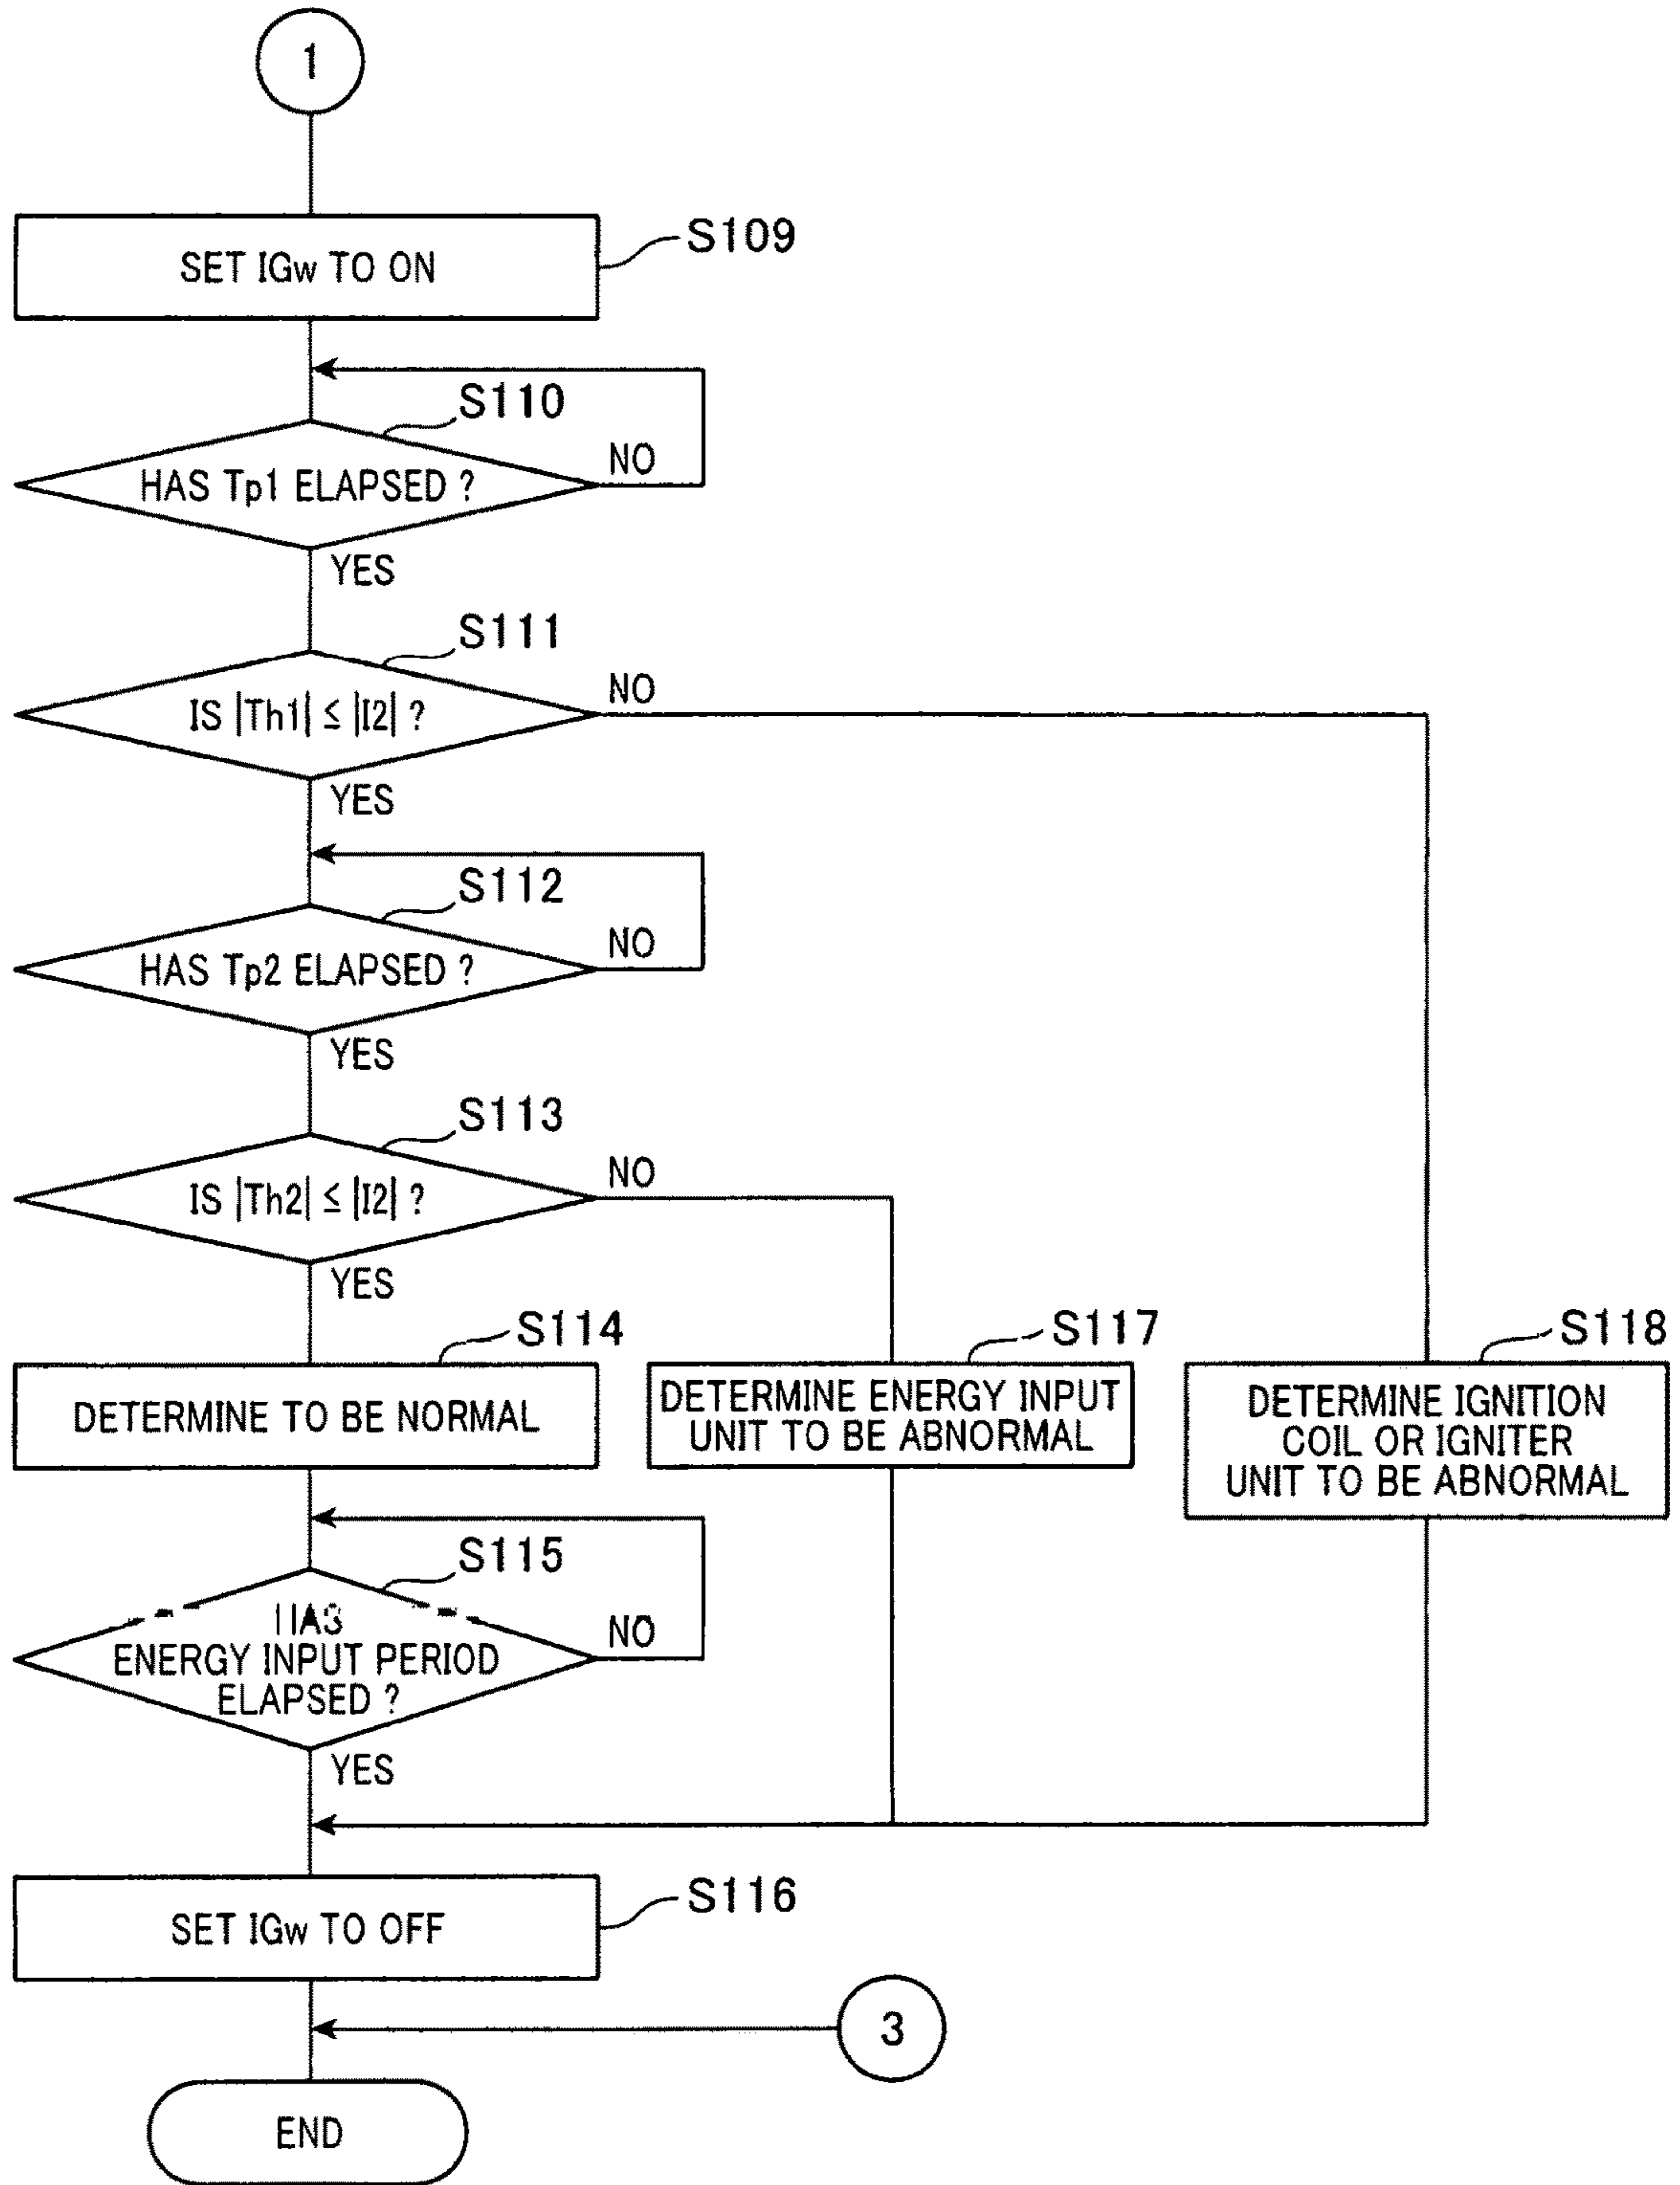 1
SET IGw TO ON
S109
S110
HAS Tp1 ELAPSED ?
NO
YES
S111
IS |Th1| ≤ |I2| ?
NO
YES
S112
HAS Tp2 ELAPSED ?
NO
YES
S113
IS |Th2| ≤ |I2| ?
NO
YES
S114
DETERMINE TO BE NORMAL
S117
DETERMINE ENERGY INPUT
UNIT TO BE ABNORMAL
S118
DETERMINE IGNITION
COIL OR IGNITER
UNIT TO BE ABNORMAL
S115
HAS
ENERGY INPUT PERIOD
ELAPSED ?
NO
YES
S116
SET IGw TO OFF
3
END